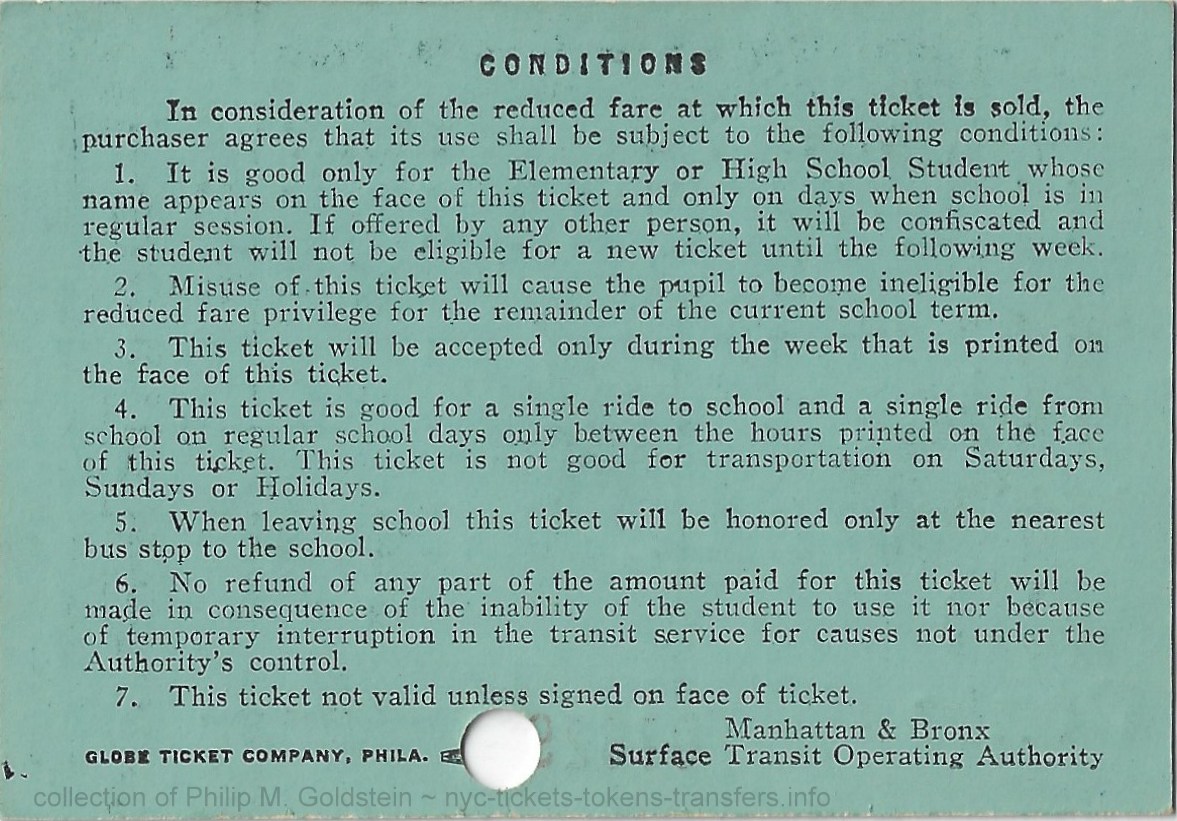 CONDITIONS
In consideration of the reduced fare at which this ticket is sold, the
purchaser agrees that its use shall be subject to the following conditions:
1. It is good only for the Elementary or High School Student whose
name appears on the face of this ticket and only on days when school is in
regular session. If offered by any other person, it will be confiscated and
the student will not be eligible for a new ticket until the following week.
2. Misuse of this ticket will cause the pupil to become ineligible for the
reduced fare privilege for the remainder of the current school term.
3. This ticket will be accepted only during the week that is printed on
the face of this ticket.
4. This ticket is good for a single ride to school and a single ride from
school on regular school days only between the hours printed on the face
of this ticket. This ticket is not good for transportation on Saturdays,
Sundays or Holidays.
5. When leaving school this ticket will be honored only at the nearest
bus stop to the school.
6. No refund of any part of the amount paid for this ticket will be
made in consequence of the inability of the student to use it nor because
of temporary interruption in the transit service for causes not under the
Authority's control.
7. This ticket not valid unless signed on face of ticket.
Manhattan & Bronx
GLOBE TICKET COMPANY, PHILA. Surface Transit Operating Authority
collection of Philip M. Goldstein ~ nyc-tickets-tokens-transfers.info